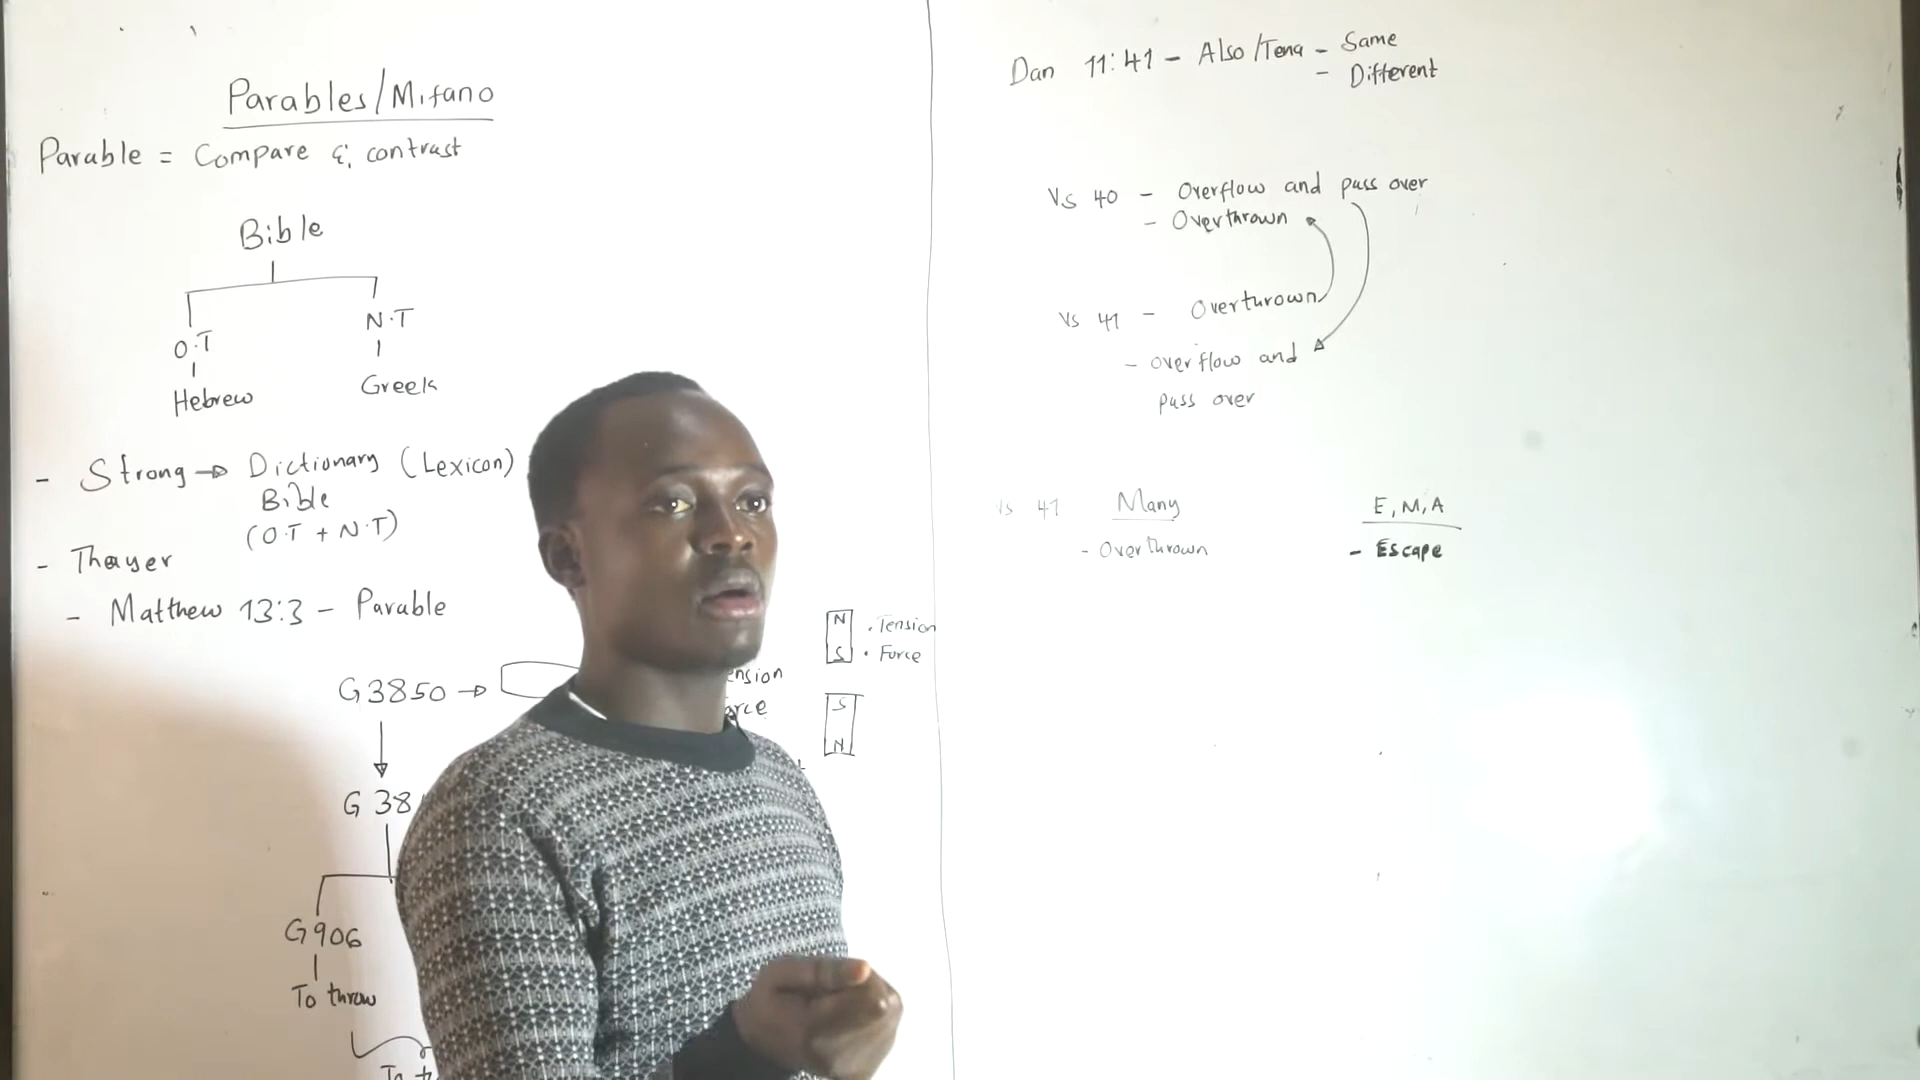 Parables/Mifano
Parable = Compare & contrast
Bible
O.T
N.T
Hebrew
Greek
- Strong → Dictionary (Lexicon)
Bible
(O.T + N.T)
- Thayer
- Matthew 13:3 - Parable
G3850 →
G 38
G906
To throw
N
S
. Tension
. Force
S
N
Dan 11:41 - Also/Tena - Same
- Different
Vs 40 - Overflow and pass over
- Overthrown
Vs 41 - Overthrown
- overflow and
pass over
Vs 41 Many
- Overthrown
E, M, A
- Escape